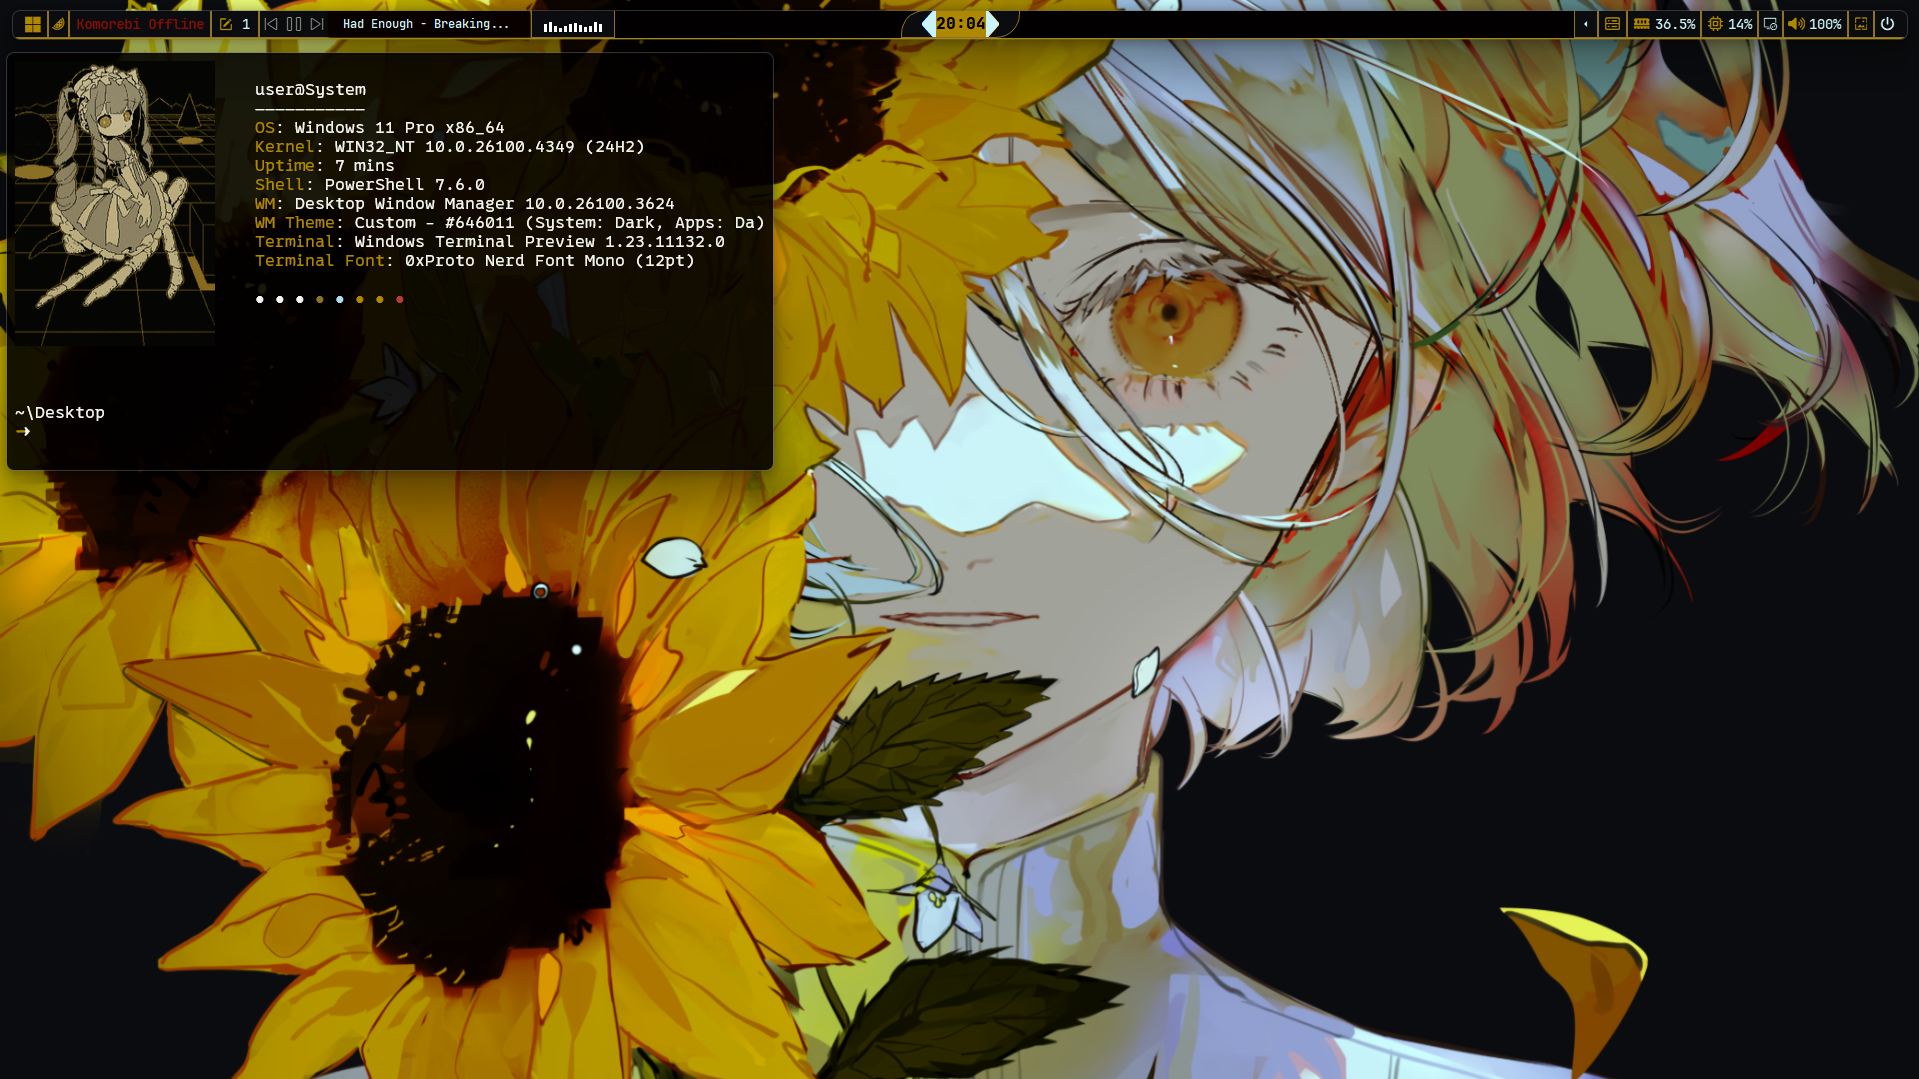 Komorebi Offline 1 Had Enough - Breaking... 20:04 36.5% 14% 100%
user@System
-----------
OS: Windows 11 Pro x86_64
Kernel: WIN32_NT 10.0.26100.4349 (24H2)
Uptime: 7 mins
Shell: PowerShell 7.6.0
WM: Desktop Window Manager 10.0.26100.3624
WM Theme: Custom - #646011 (System: Dark, Apps: Da)
Terminal: Windows Terminal Preview 1.23.11132.0
Terminal Font: 0xProto Nerd Font Mono (12pt)
~\Desktop